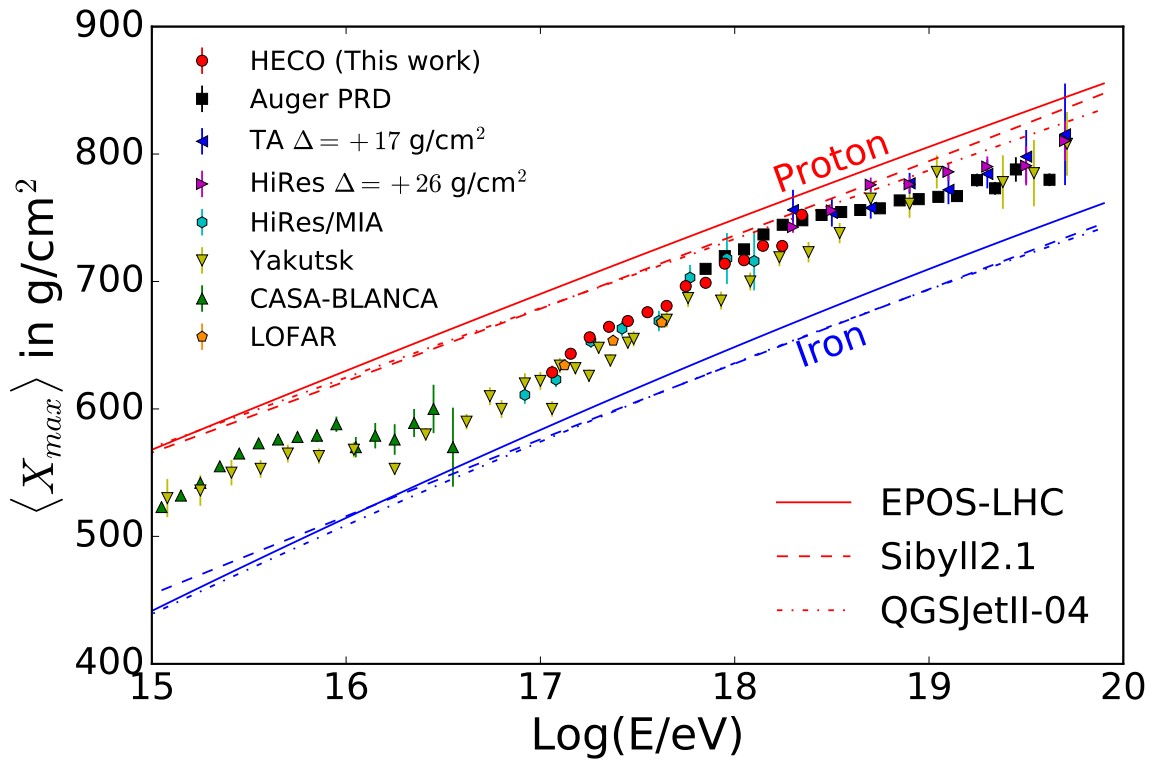 900
800
700
600
500
400
⟨X_max⟩ in g/cm²
HECO (This work)
Auger PRD
TA Δ = +17 g/cm²
HiRes Δ = +26 g/cm²
HiRes/MIA
Yakutsk
CASA-BLANCA
LOFAR
Proton
Iron
EPOS-LHC
Sibyll2.1
QGSJetII-04
15 16 17 18 19 20
Log(E/eV)